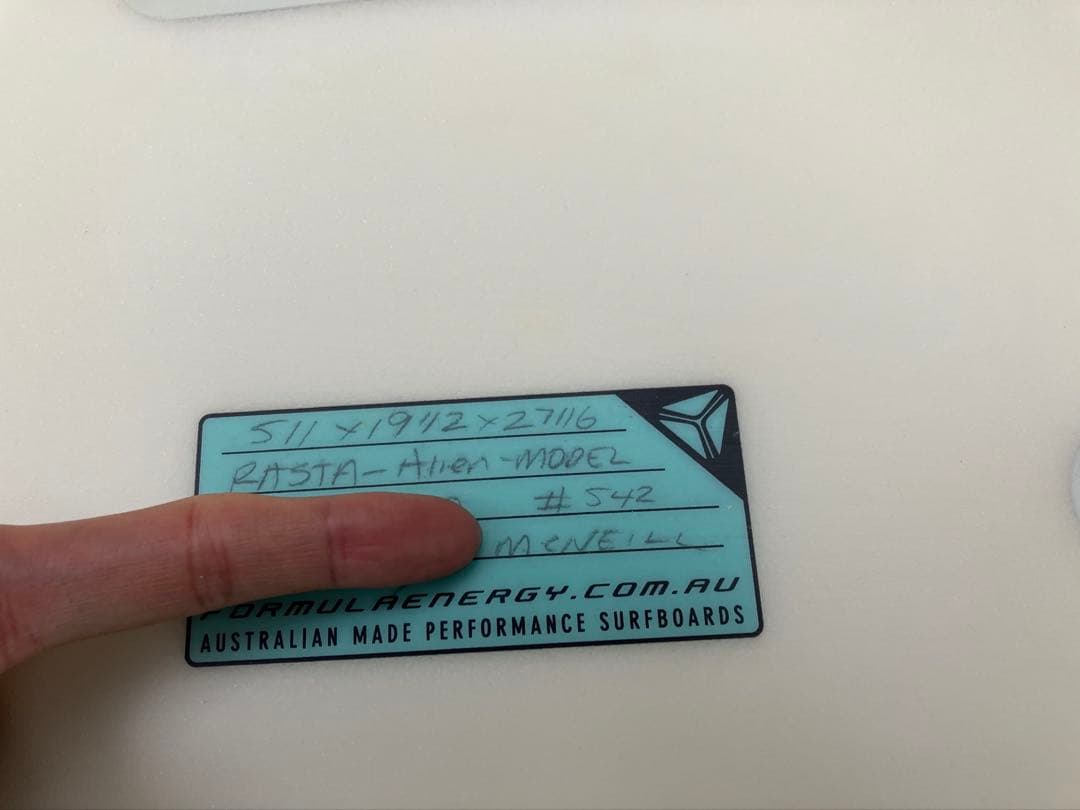 5 11 x 19 1/2 x 2 7/16
RASTA - Alien - MODEL
# 542
McNEILL
FORMULAENERGY.COM.AU
AUSTRALIAN MADE PERFORMANCE SURFBOARDS